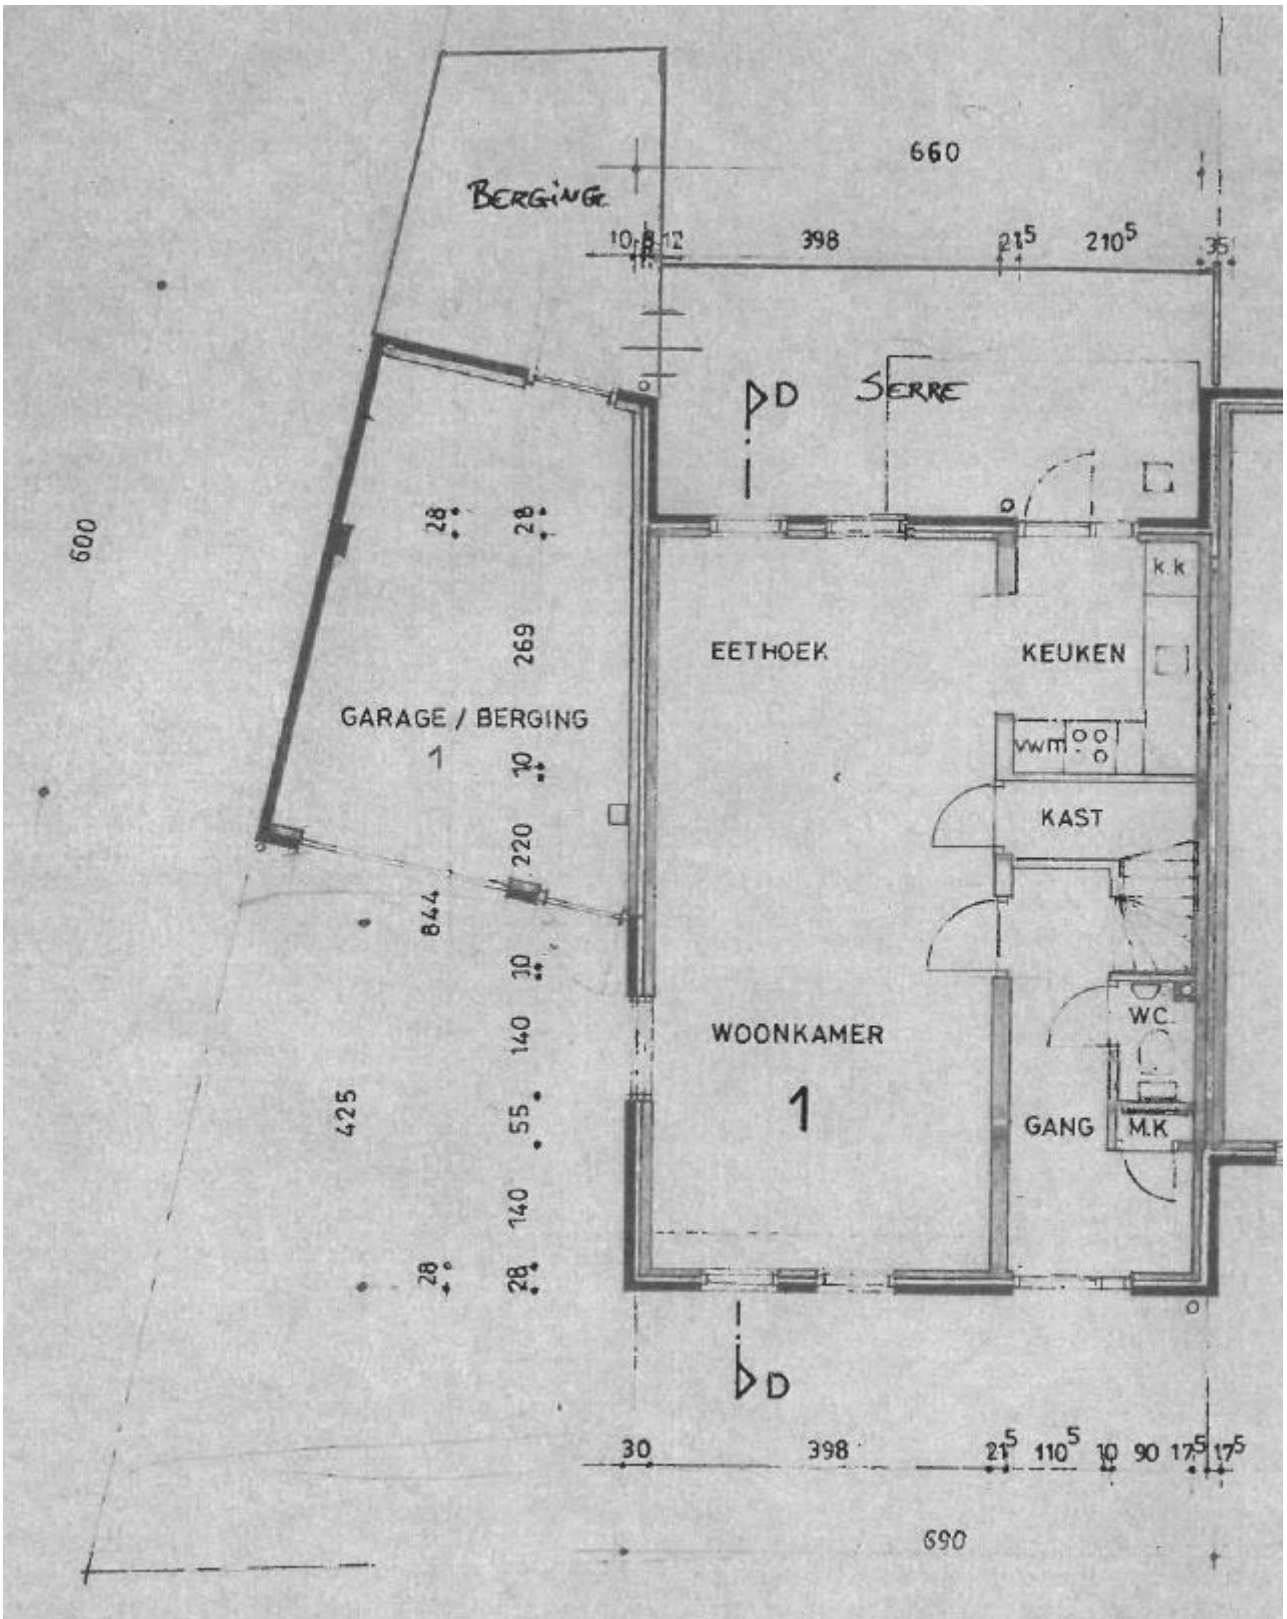 660
BERGiNG
10 8 12 398 21⁵ 210⁵ 35
D SERRE
28 28
600
k.k
269 EETHOEK KEUKEN
GARAGE / BERGING
1
10 vwm
220 KAST
844
10
140 WOONKAMER WC.
1
425 55 GANG M.K
140
28 28
D
30 398 21⁵ 110⁵ 10 90 17⁵ 17⁵
690